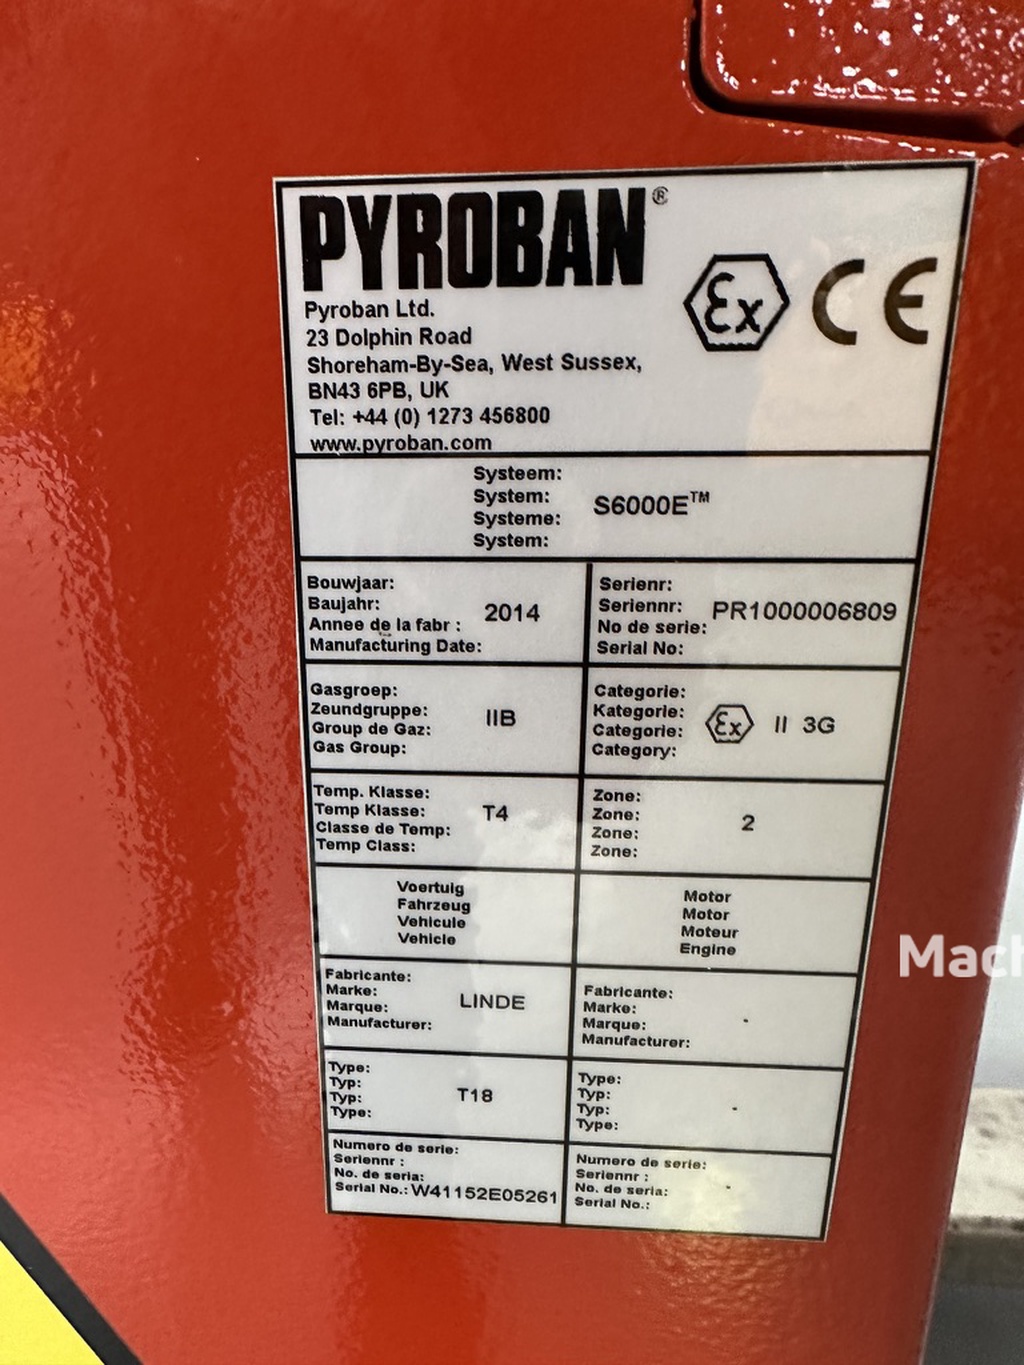 PYROBAN®
Pyroban Ltd.
23 Dolphin Road
Shoreham-By-Sea, West Sussex,
BN43 6PB, UK
Tel: +44 (0) 1273 456800
www.pyroban.com
Ex CE
Systeem:
System:
Systeme:
System:
S6000E™
Bouwjaar:
Baujahr:
Annee de la fabr :
Manufacturing Date:
2014
Serienr:
Seriennr:
No de serie:
Serial No:
PR1000006809
Gasgroep:
Zeundgruppe:
Group de Gaz:
Gas Group:
IIB
Categorie:
Kategorie:
Categorie:
Category:
Ex II 3G
Temp. Klasse:
Temp Klasse:
Classe de Temp:
Temp Class:
T4
Zone:
Zone:
Zone:
Zone:
2
Voertuig
Fahrzeug
Vehicule
Vehicle
Motor
Motor
Moteur
Engine
Fabricante:
Marke:
Marque:
Manufacturer:
LINDE
Fabricante:
Marke:
Marque:
Manufacturer:
.
Type:
Typ:
Typ:
Type:
T18
Type:
Typ:
Typ:
Type:
-
Numero de serie:
Seriennr :
No. de seria:
Serial No.: W41152E05261
Numero de serie:
Seriennr :
No. de seria:
Serial No.:
-
Mach